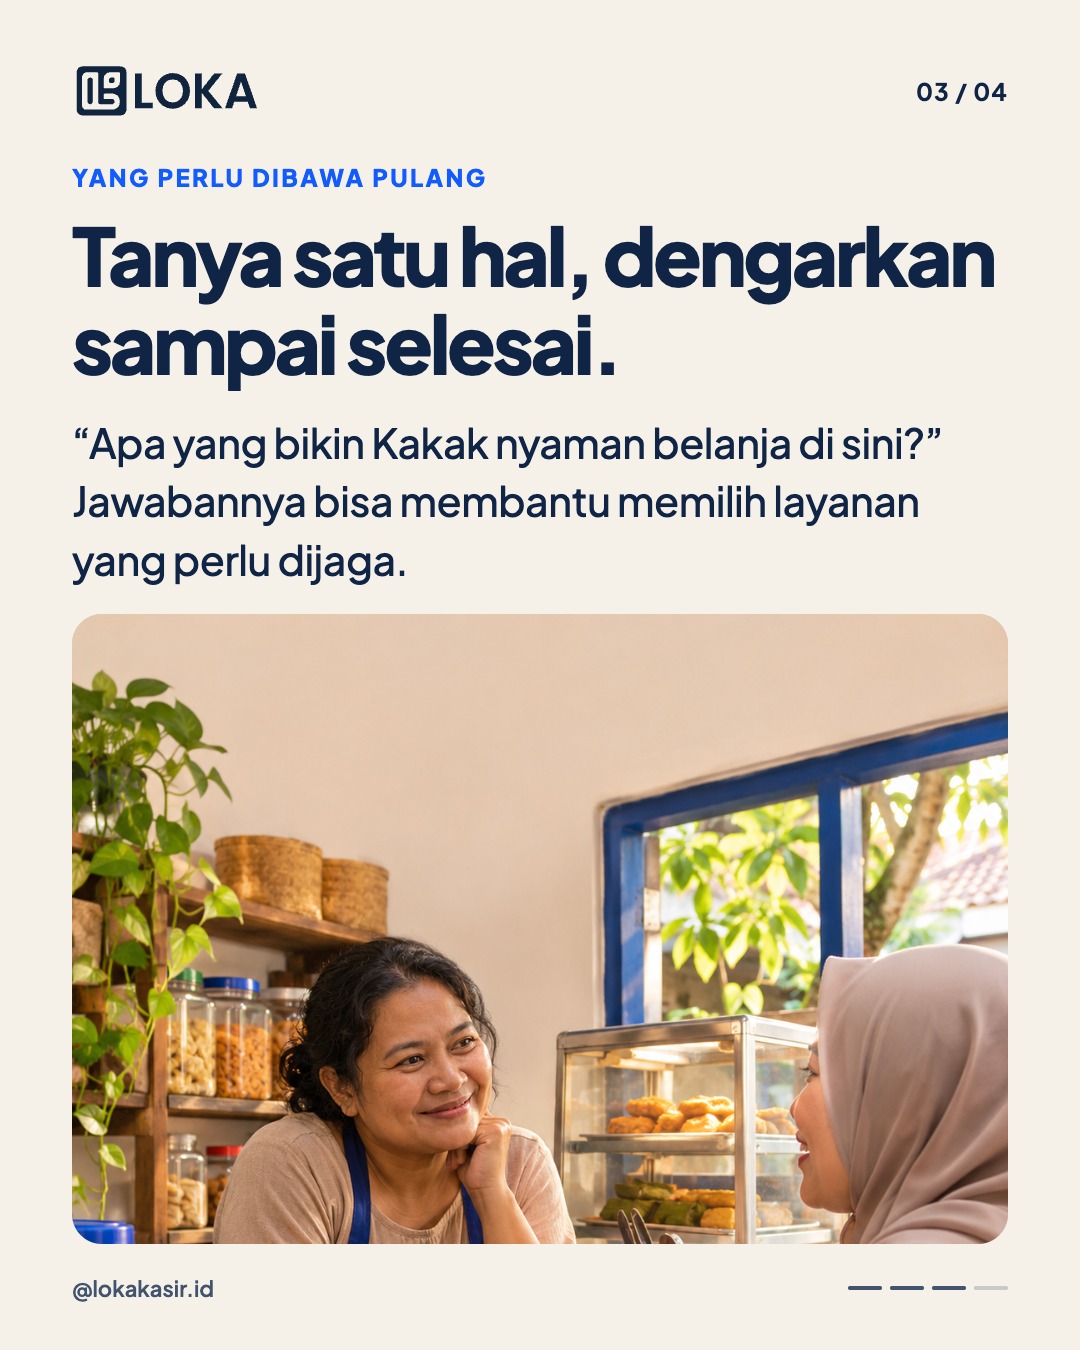 LOKA
03 / 04
YANG PERLU DIBAWA PULANG
Tanya satu hal, dengarkan
sampai selesai.
“Apa yang bikin Kakak nyaman belanja di sini?”
Jawabannya bisa membantu memilih layanan
yang perlu dijaga.
@lokakasir.id